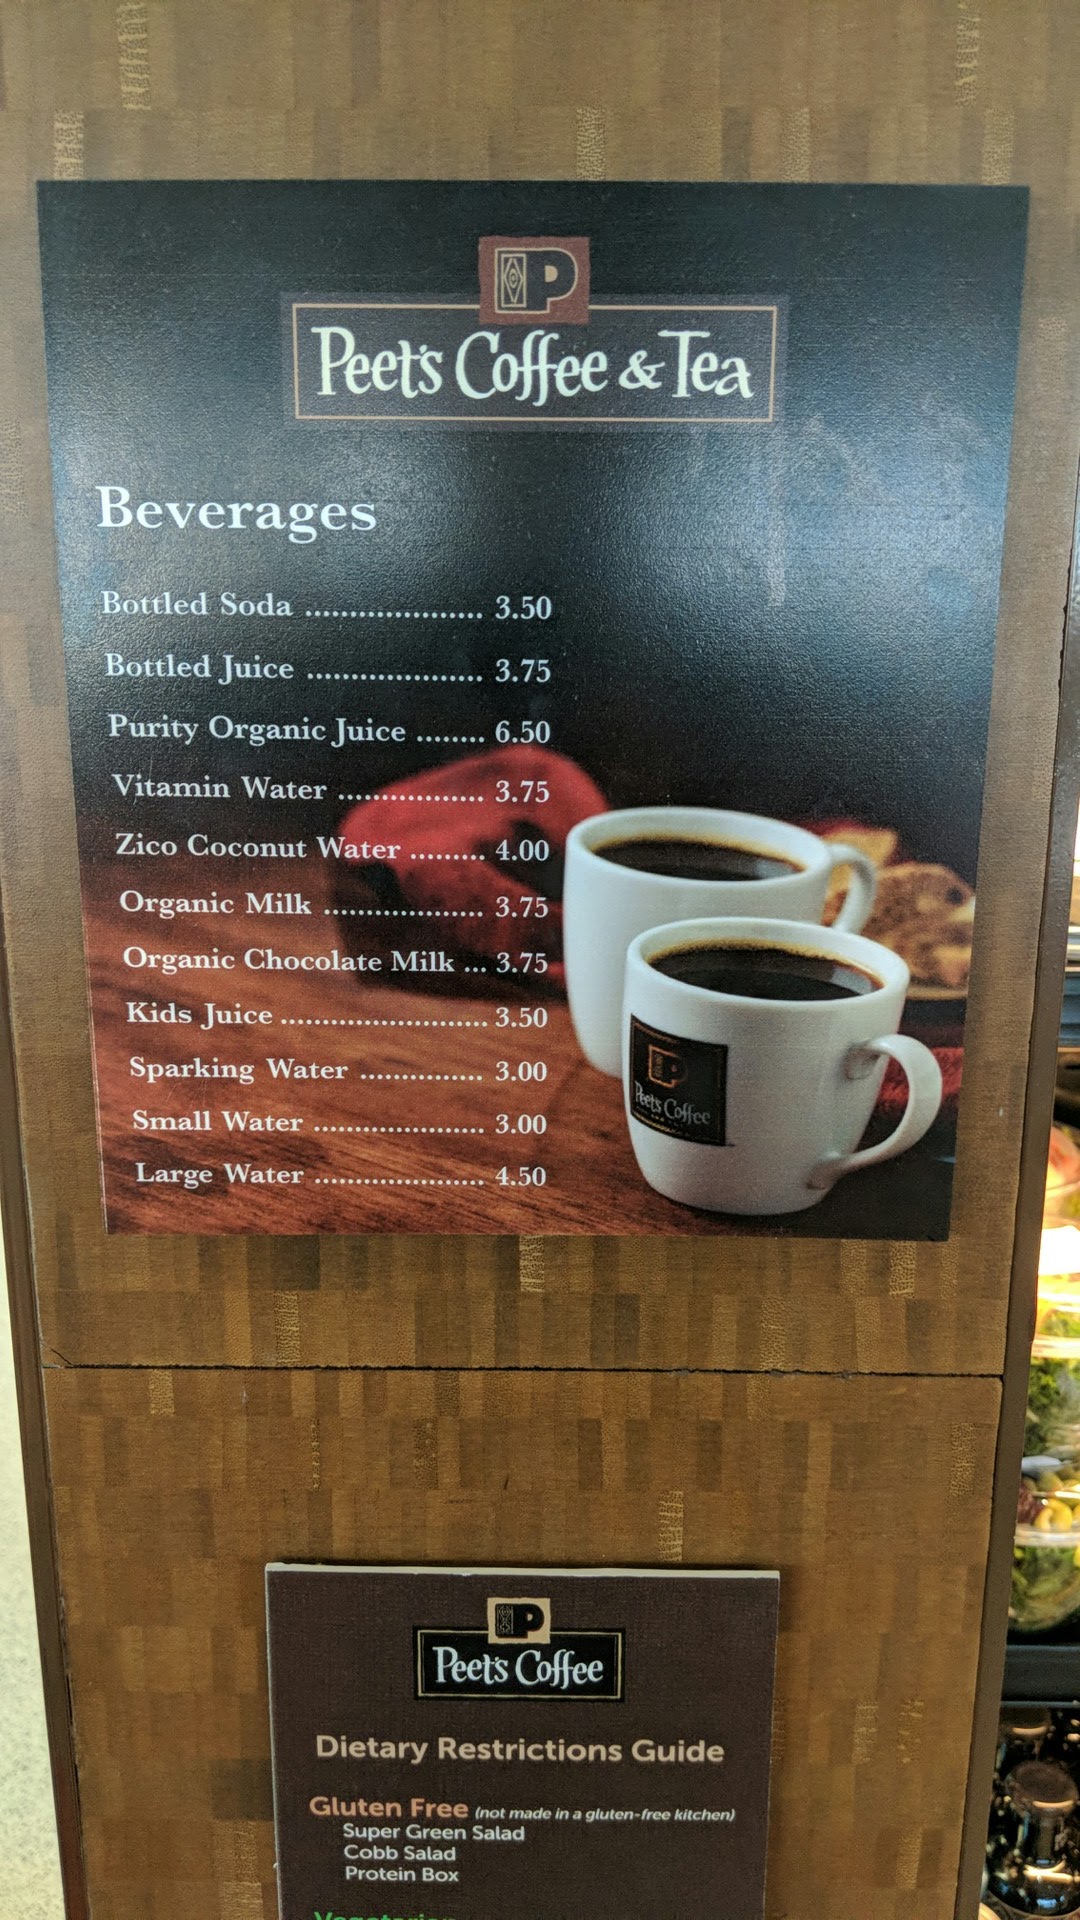 P
Peet's Coffee & Tea
Beverages
Bottled Soda .................... 3.50
Bottled Juice .................... 3.75
Purity Organic Juice ........ 6.50
Vitamin Water ................. 3.75
Zico Coconut Water ......... 4.00
Organic Milk .................. 3.75
Organic Chocolate Milk ... 3.75
Kids Juice ........................ 3.50
Sparking Water .............. 3.00
Small Water ................... 3.00
Large Water ................... 4.50
P
Peet's Coffee
P
Peet's Coffee
Dietary Restrictions Guide
Gluten Free (not made in a gluten-free kitchen)
Super Green Salad
Cobb Salad
Protein Box
Vegetarian